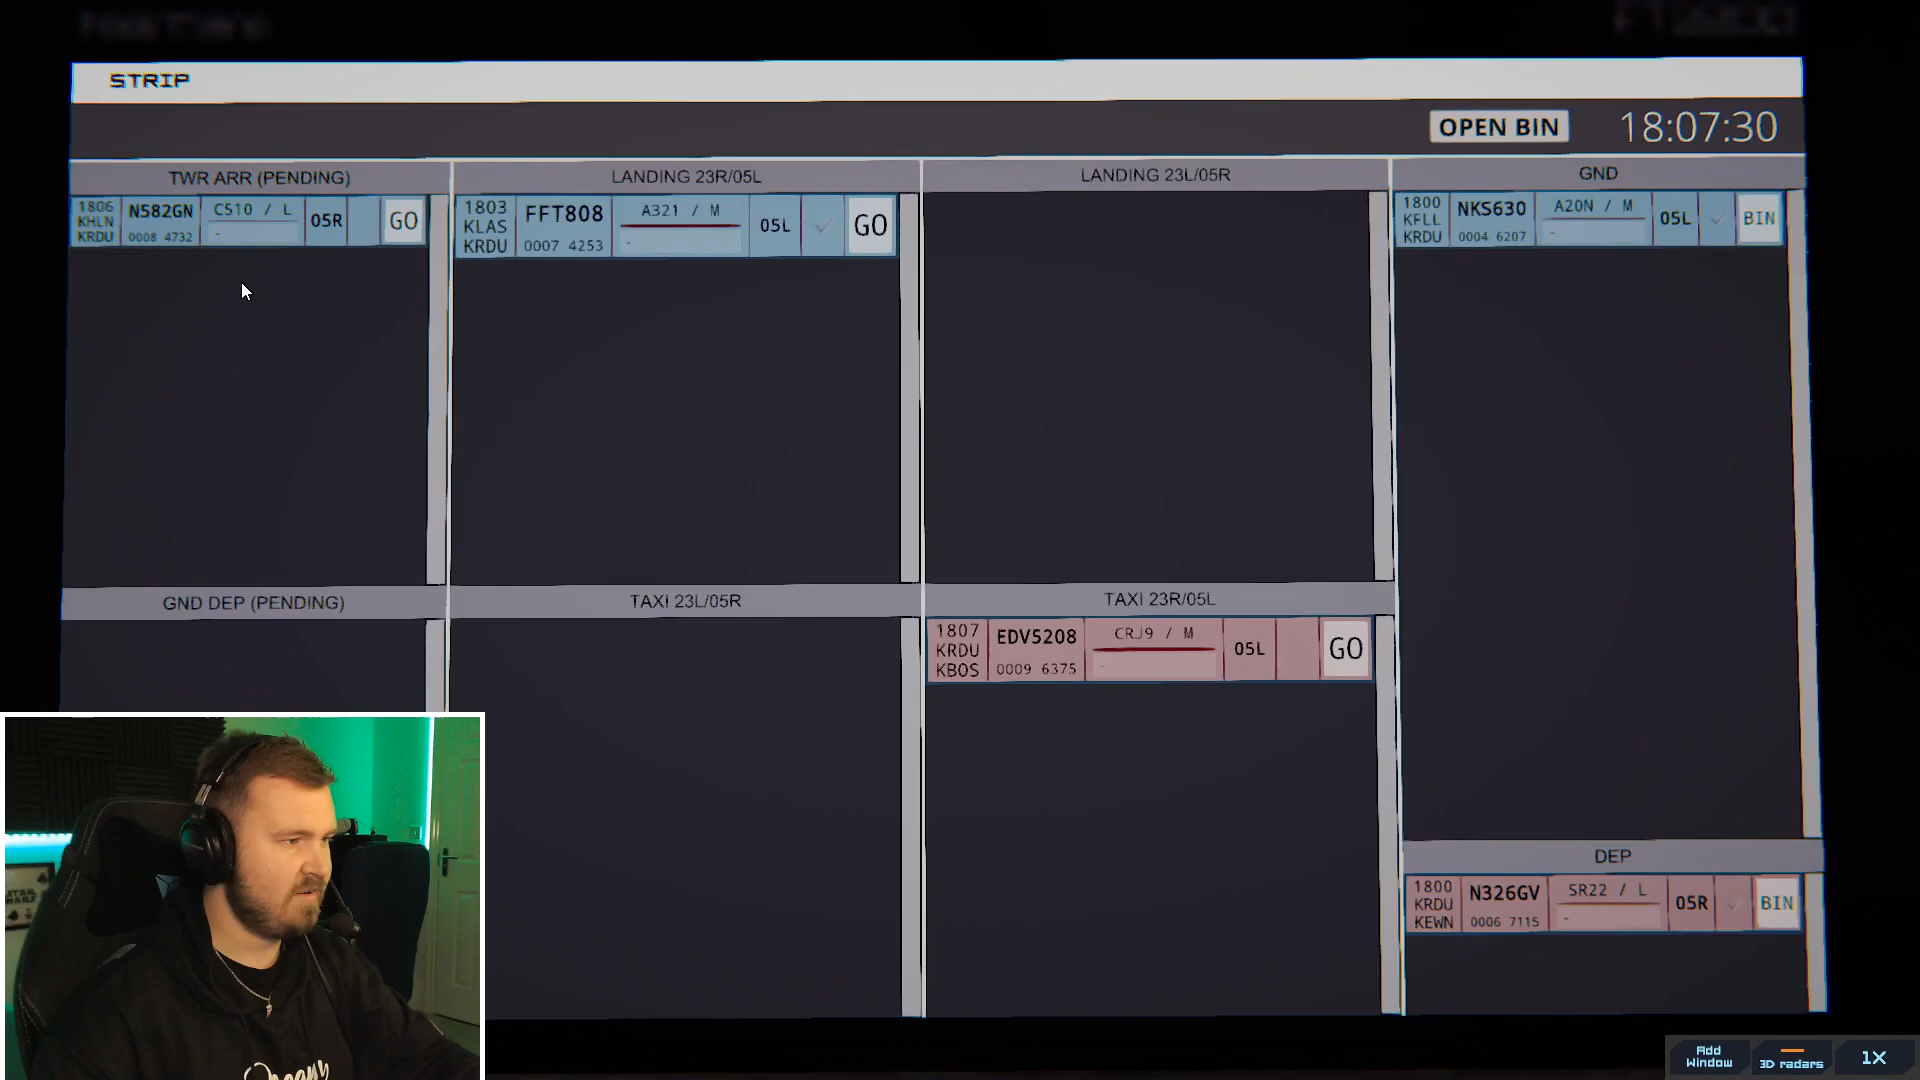 STRIP
OPEN BIN 18:07:30
TWR ARR (PENDING)
1806
KHLN
KRDU
N582GN
0008 4732
C510 / L
-
05R
GO
LANDING 23R/05L
1803
KLAS
KRDU
FFT808
0007 4253
A321 / M
-
05L
GO
LANDING 23L/05R
GND
1800
KFLL
KRDU
NKS630
0004 6207
A20N / M
-
05L
BIN
GND DEP (PENDING)
TAXI 23L/05R
TAXI 23R/05L
1807
KRDU
KBOS
EDV5208
0009 6375
CRJ9 / M
-
05L
GO
DEP
1800
KRDU
KEWN
N326GV
0006 7115
SR22 / L
-
05R
BIN
STAR
WARS
Add
Window
3D radars
1X